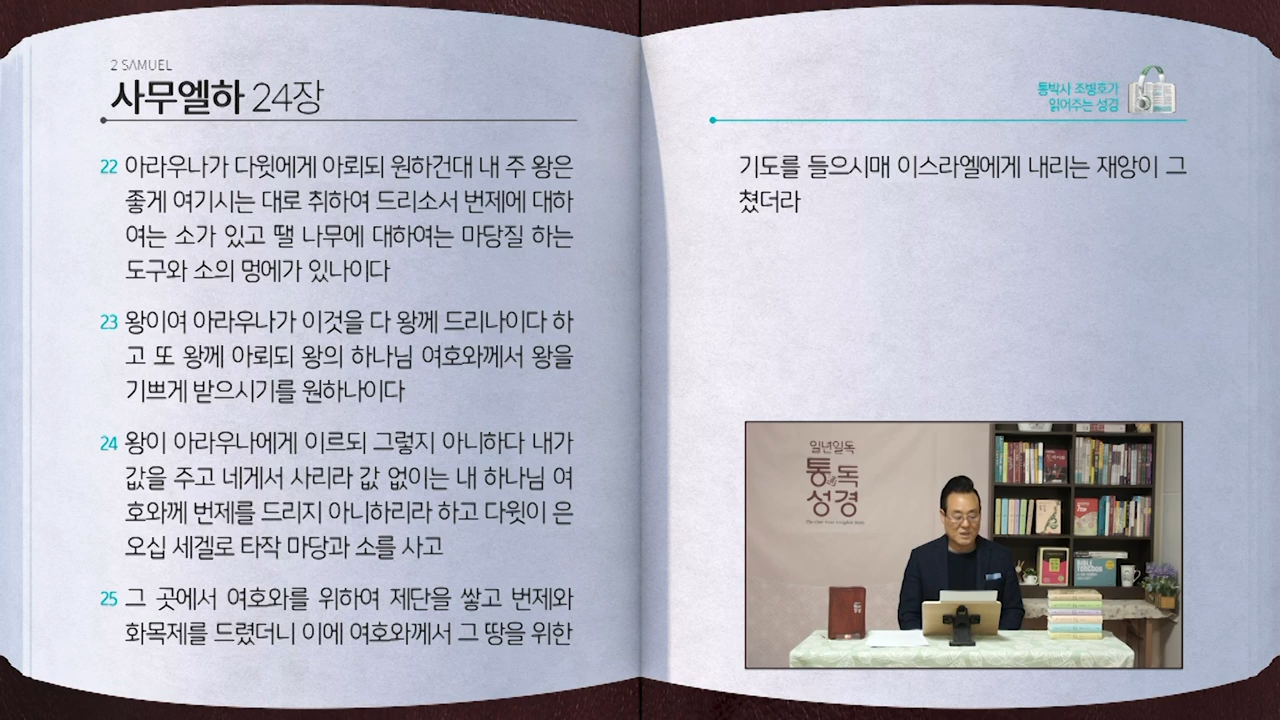 2 SAMUEL
사무엘하 24장
22 아라우나가 다윗에게 아뢰되 원하건대 내 주 왕은
좋게 여기시는 대로 취하여 드리소서 번제에 대하
여는 소가 있고 땔 나무에 대하여는 마당질 하는
도구와 소의 멍에가 있나이다
23 왕이여 아라우나가 이것을 다 왕께 드리나이다 하
고 또 왕께 아뢰되 왕의 하나님 여호와께서 왕을
기쁘게 받으시기를 원하나이다
24 왕이 아라우나에게 이르되 그렇지 아니하다 내가
값을 주고 네게서 사리라 값 없이는 내 하나님 여
호와께 번제를 드리지 아니하리라 하고 다윗이 은
오십 세겔로 타작 마당과 소를 사고
25 그 곳에서 여호와를 위하여 제단을 쌓고 번제와
화목제를 드렸더니 이에 여호와께서 그 땅을 위한
통박사 조병호가
읽어주는 성경
기도를 들으시매 이스라엘에게 내리는 재앙이 그
쳤더라
일년일독
통독
성경